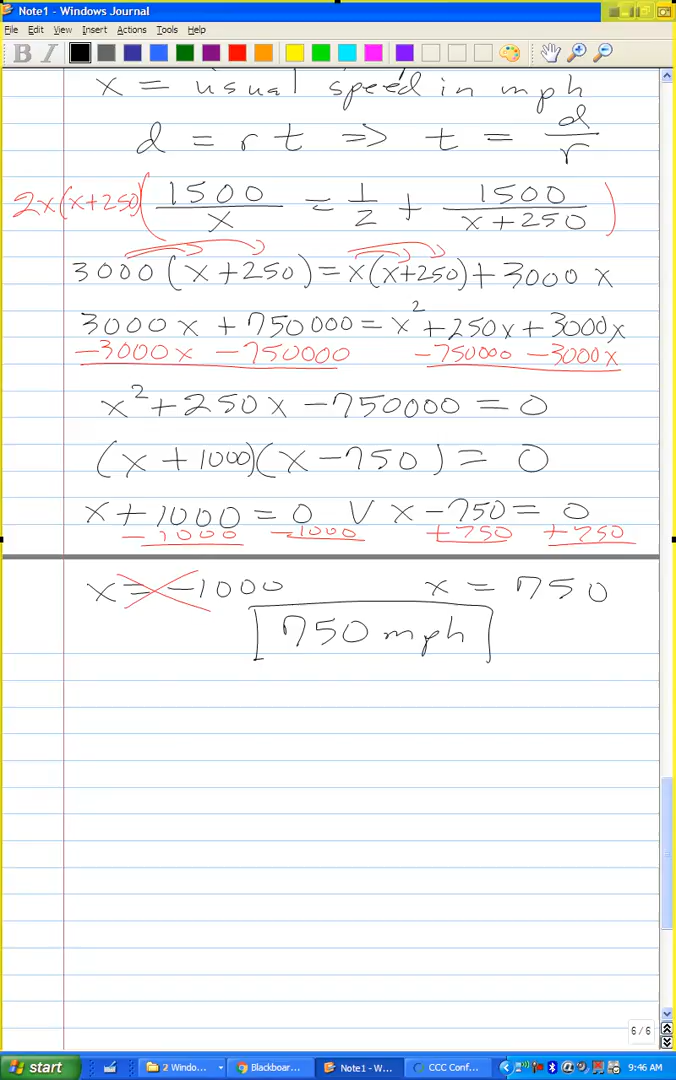 Note1 - Windows Journal
File Edit View Insert Actions Tools Help
B I
x = usual speed in mph
d = rt => t = d/r
2x(x+250)(1500/x = 1/2 + 1500/(x+250))
3000(x+250)=x(x+250)+3000x
3000x+750000=x²+250x+3000x
-3000x -750000 -750000 -3000x
x²+250x-750000=0
(x+1000)(x-750)=0
x+1000=0 V x-750=0
-1000 -1000 +750 +750
x=-1000 x=750
750 mph
6/6
start 2 Windo... Blackboar... Note1 - W... CCC Conf... 9:46 AM